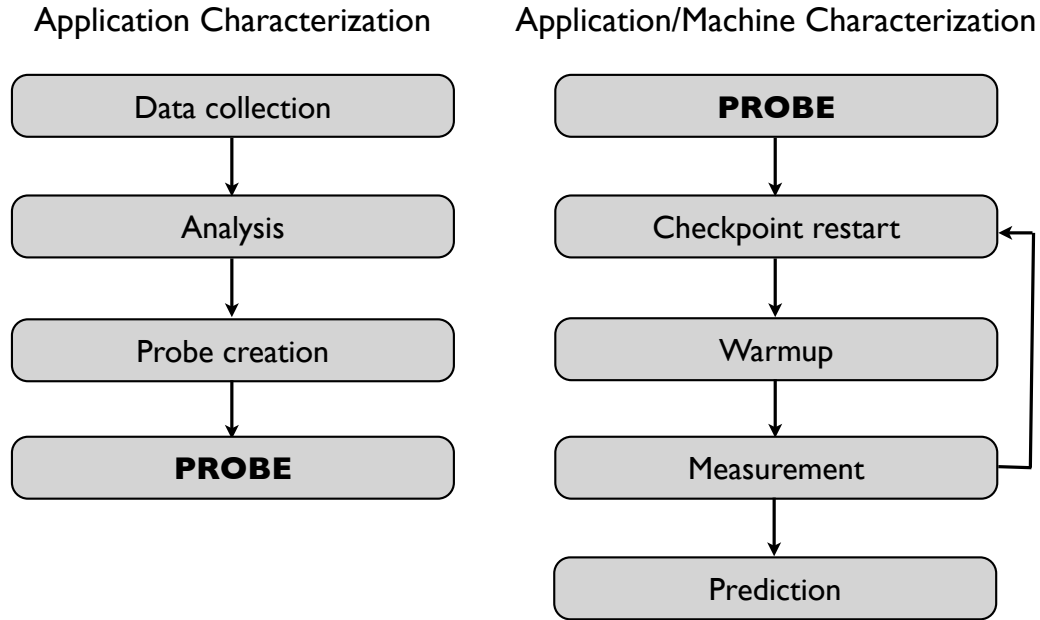 Application Characterization
Data collection
Analysis
Probe creation
PROBE
Application/Machine Characterization
PROBE
Checkpoint restart
Warmup
Measurement
Prediction